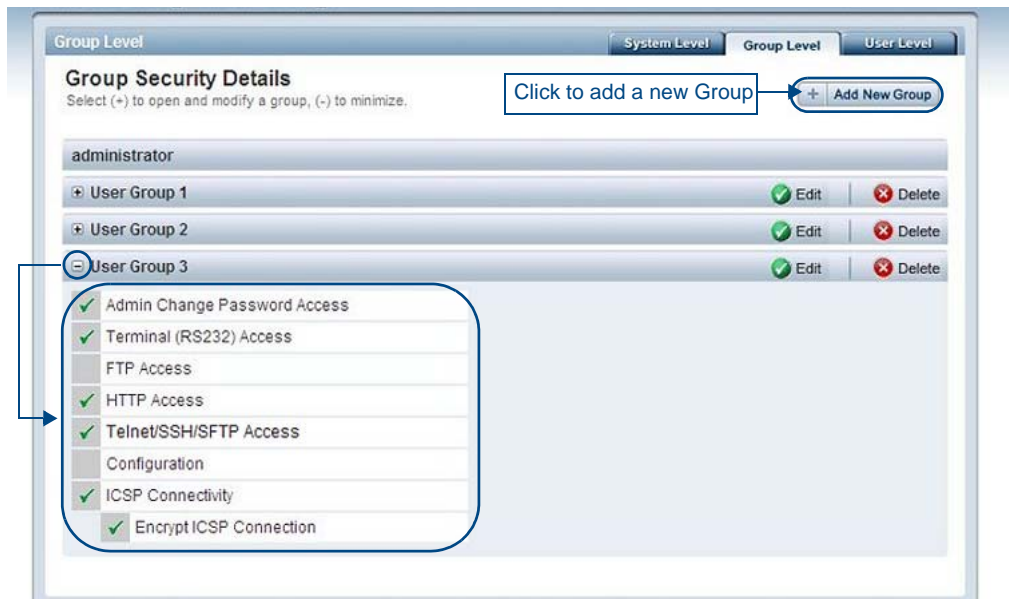 Group Level
System Level
Group Level
User Level
Group Security Details
Select (+) to open and modify a group, (-) to minimize.
Click to add a new Group
+ Add New Group
administrator
User Group 1
Edit
Delete
User Group 2
Edit
Delete
User Group 3
Edit
Delete
Admin Change Password Access
Terminal (RS232) Access
FTP Access
HTTP Access
Telnet/SSH/SFTP Access
Configuration
ICSP Connectivity
Encrypt ICSP Connection